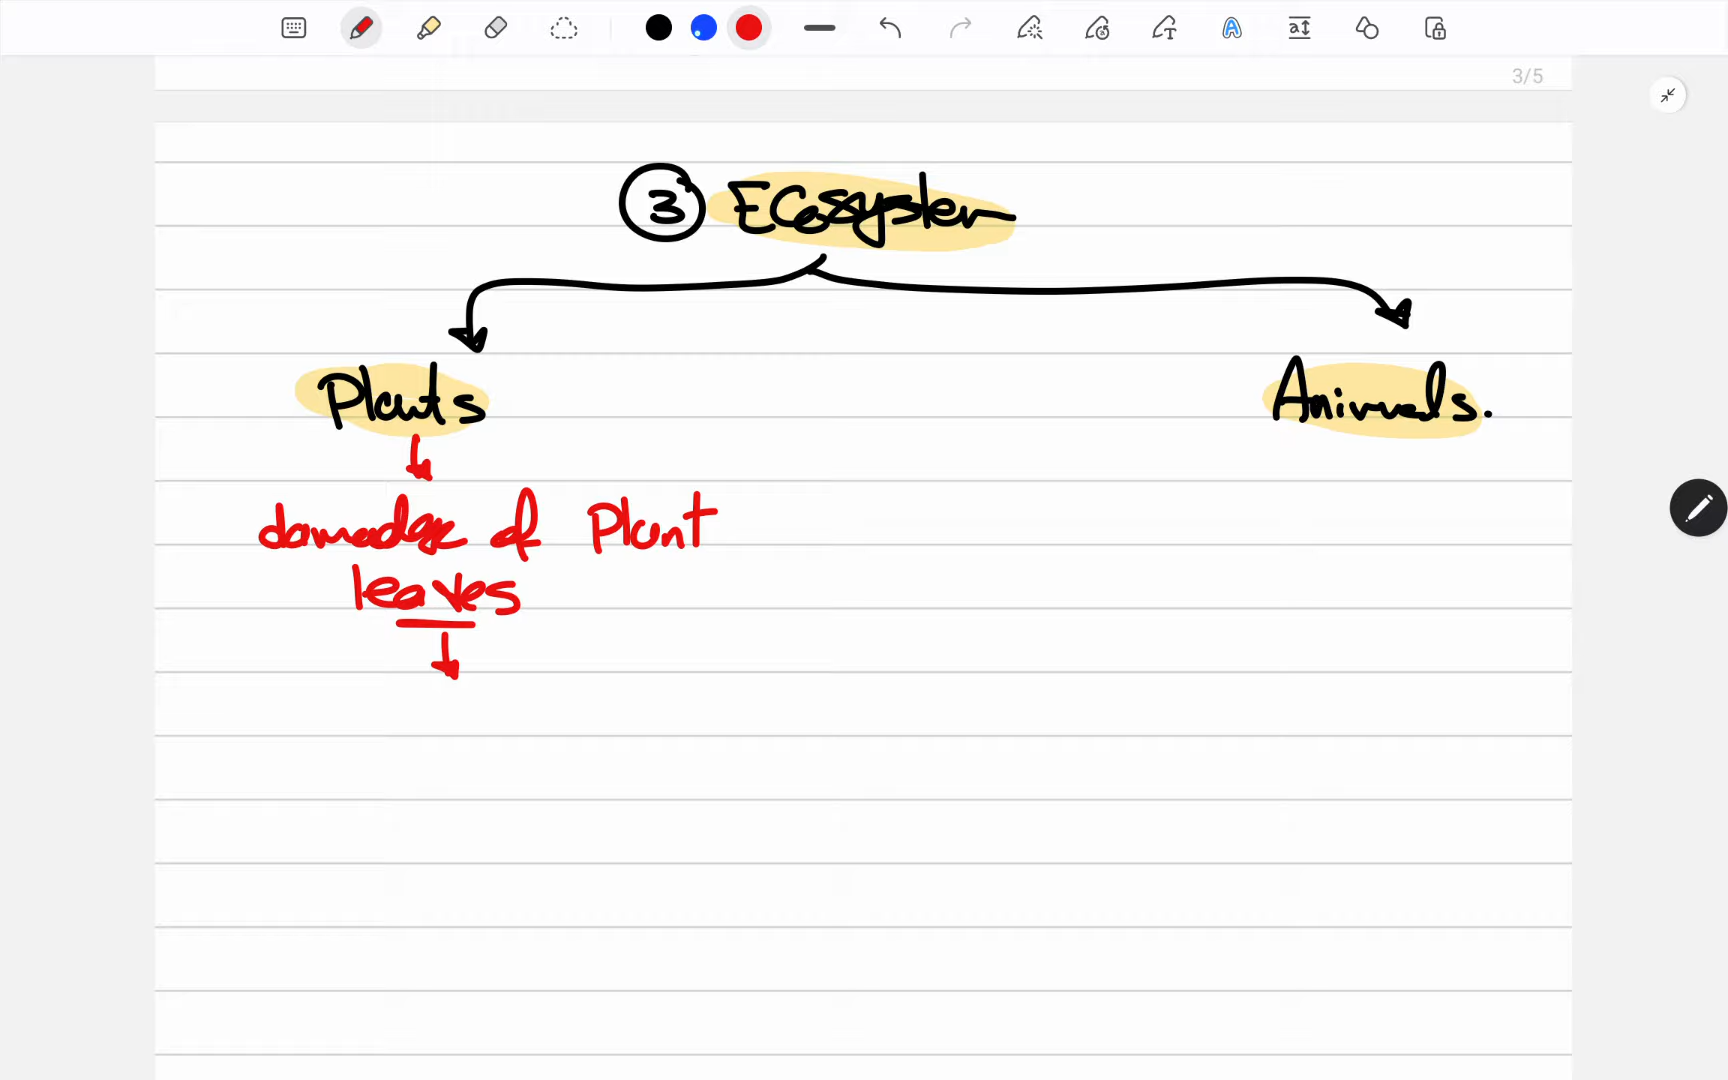 3/5
③ Ecosystem
Plants
Animals.
damadge of Plant
leaves